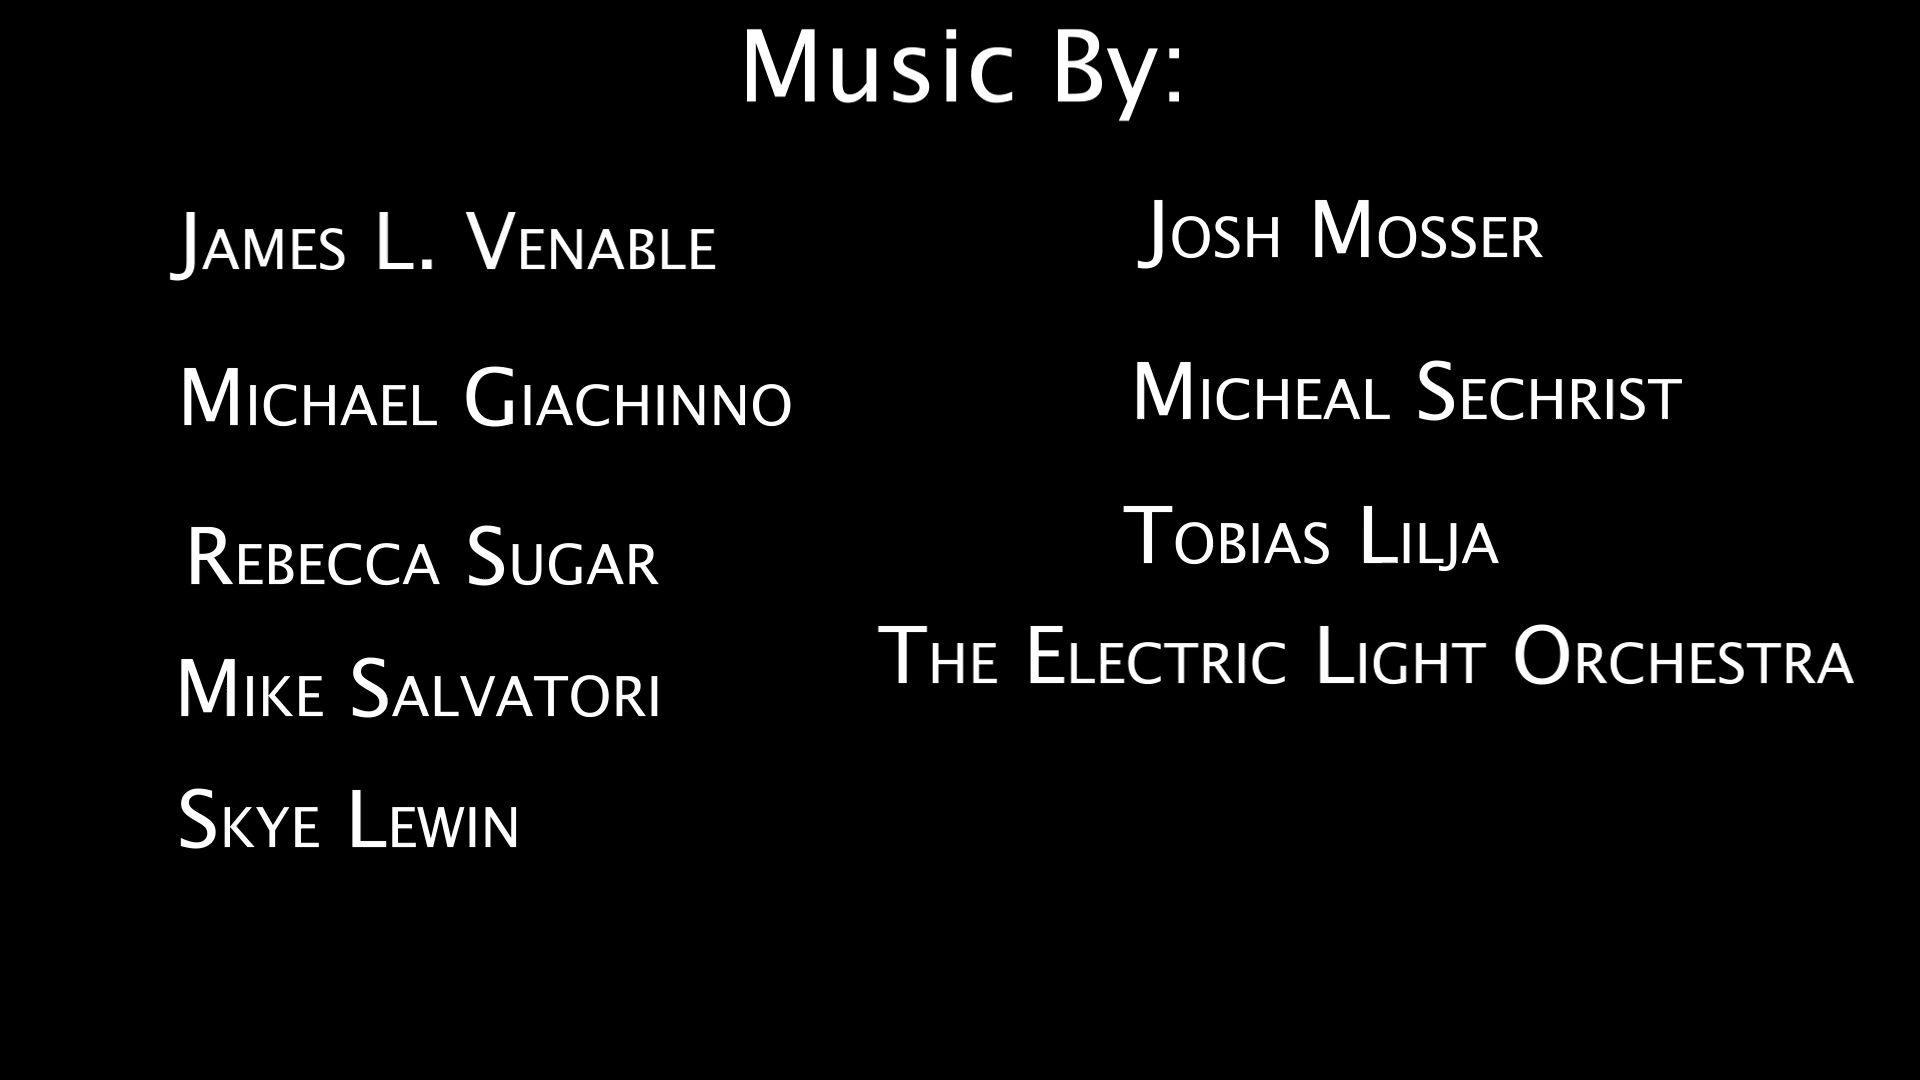 Music By:
James L. Venable
Michael Giachinno
Rebecca Sugar
Mike Salvatori
Skye Lewin
Josh Mosser
Micheal Sechrist
Tobias Lilja
The Electric Light Orchestra